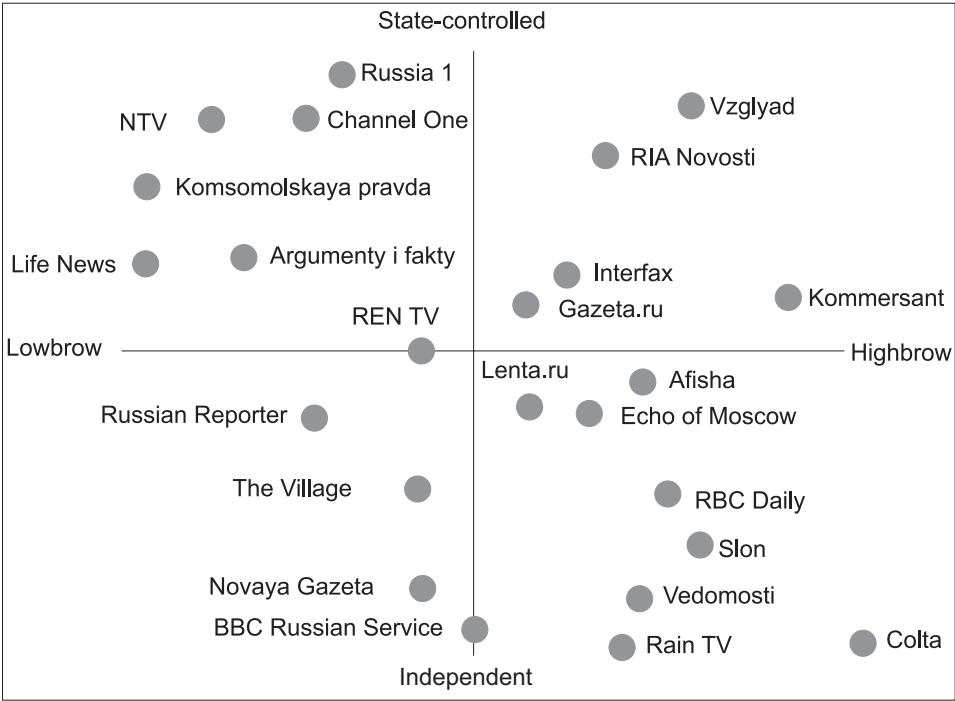 State-controlled
Russia 1
Vzglyad
NTV
Channel One
RIA Novosti
Komsomolskaya pravda
Life News
Argumenty i fakty
Interfax
Kommersant
Gazeta.ru
REN TV
Lowbrow
Highbrow
Lenta.ru
Afisha
Russian Reporter
Echo of Moscow
The Village
RBC Daily
Slon
Novaya Gazeta
Vedomosti
BBC Russian Service
Rain TV
Colta
Independent